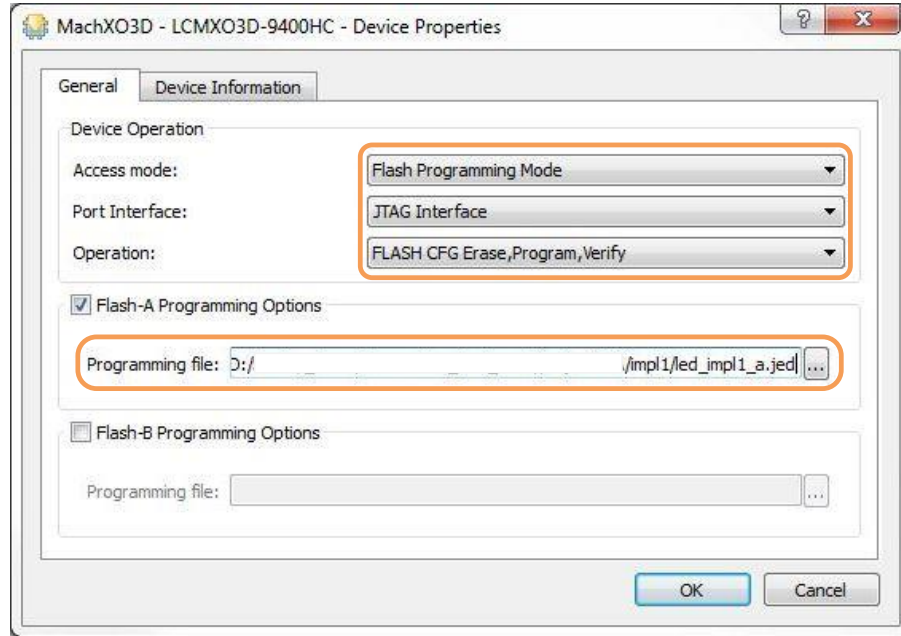 MachXO3D - LCMXO3D-9400HC - Device Properties
General Device Information
Device Operation
Access mode: Flash Programming Mode
Port Interface: JTAG Interface
Operation: FLASH CFG Erase,Program,Verify
Flash-A Programming Options
Programming file: D:/ /impl1/led_impl1_a.jed ...
Flash-B Programming Options
Programming file: ...
OK Cancel